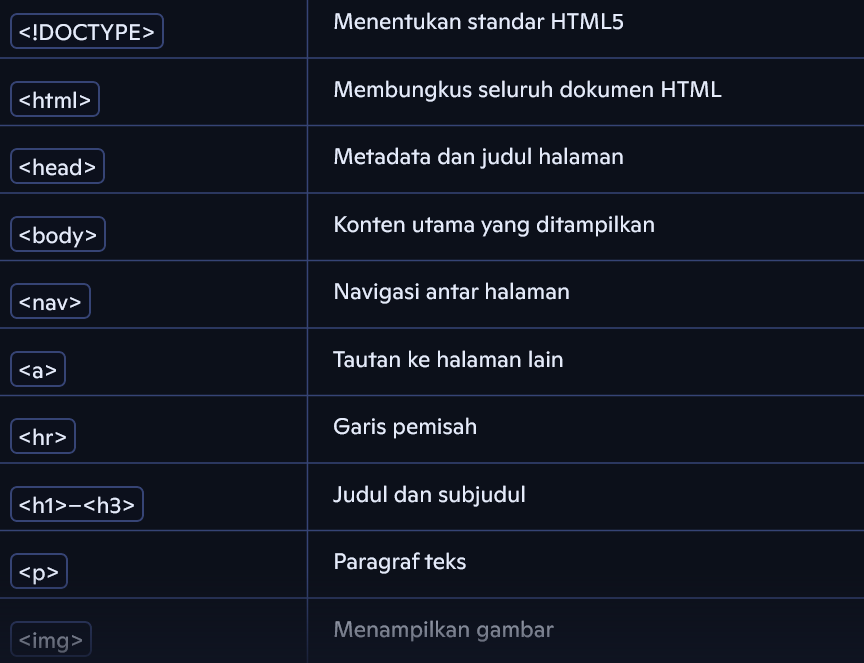 <!DOCTYPE> Menentukan standar HTML5
<html> Membungkus seluruh dokumen HTML
<head> Metadata dan judul halaman
<body> Konten utama yang ditampilkan
<nav> Navigasi antar halaman
<a> Tautan ke halaman lain
<hr> Garis pemisah
<h1>–<h3> Judul dan subjudul
<p> Paragraf teks
<img> Menampilkan gambar